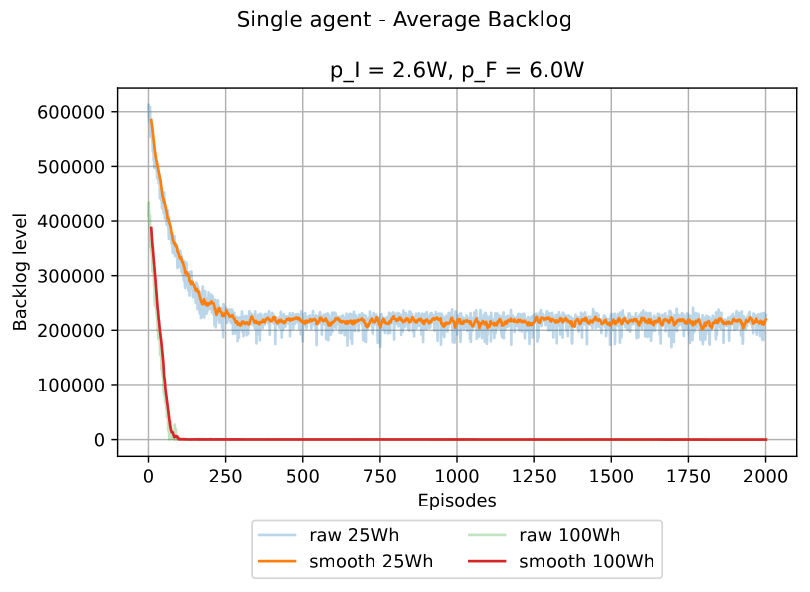 Single agent - Average Backlog
p_I = 2.6W, p_F = 6.0W
Backlog level
600000
500000
400000
300000
200000
100000
0
0 250 500 750 1000 1250 1500 1750 2000
Episodes
raw 25Wh raw 100Wh
smooth 25Wh smooth 100Wh